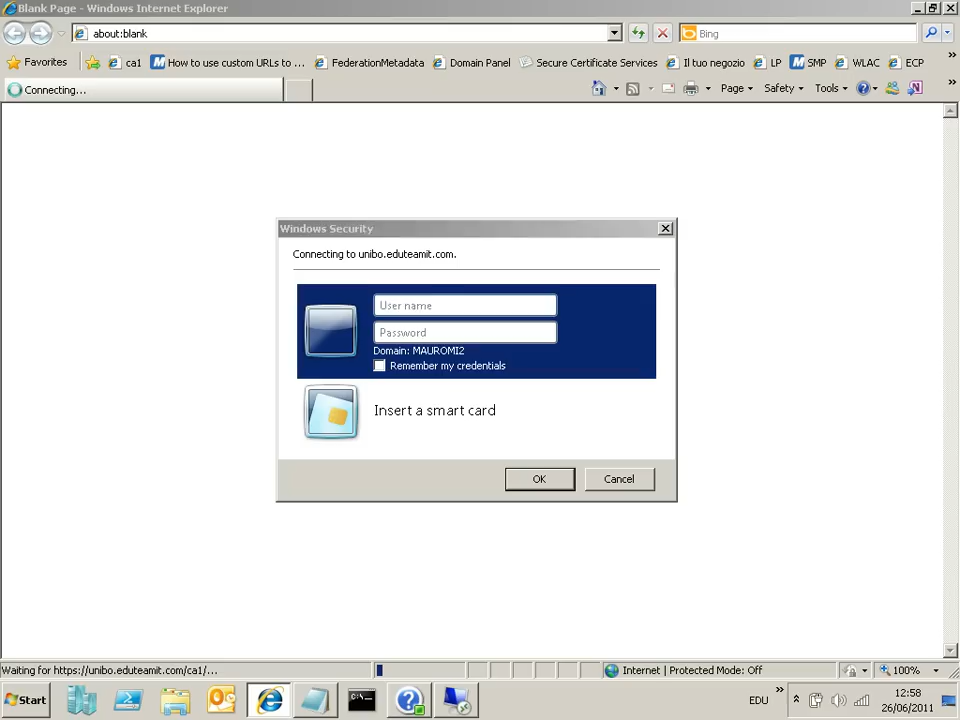 Blank Page - Windows Internet Explorer
about:blank
Bing
Favorites ca1 How to use custom URLs to ... FederationMetadata Domain Panel Secure Certificate Services Il tuo negozio LP SMP WLAC ECP »
Connecting...
Page Safety Tools »
Windows Security
Connecting to unibo.eduteamit.com.
User name
Password
Domain: MAUROMI2
Remember my credentials
Insert a smart card
OK Cancel
Waiting for https://unibo.eduteamit.com/ca1/... Internet | Protected Mode: Off 100%
Start C:\_ EDU » 12:58
26/06/2011